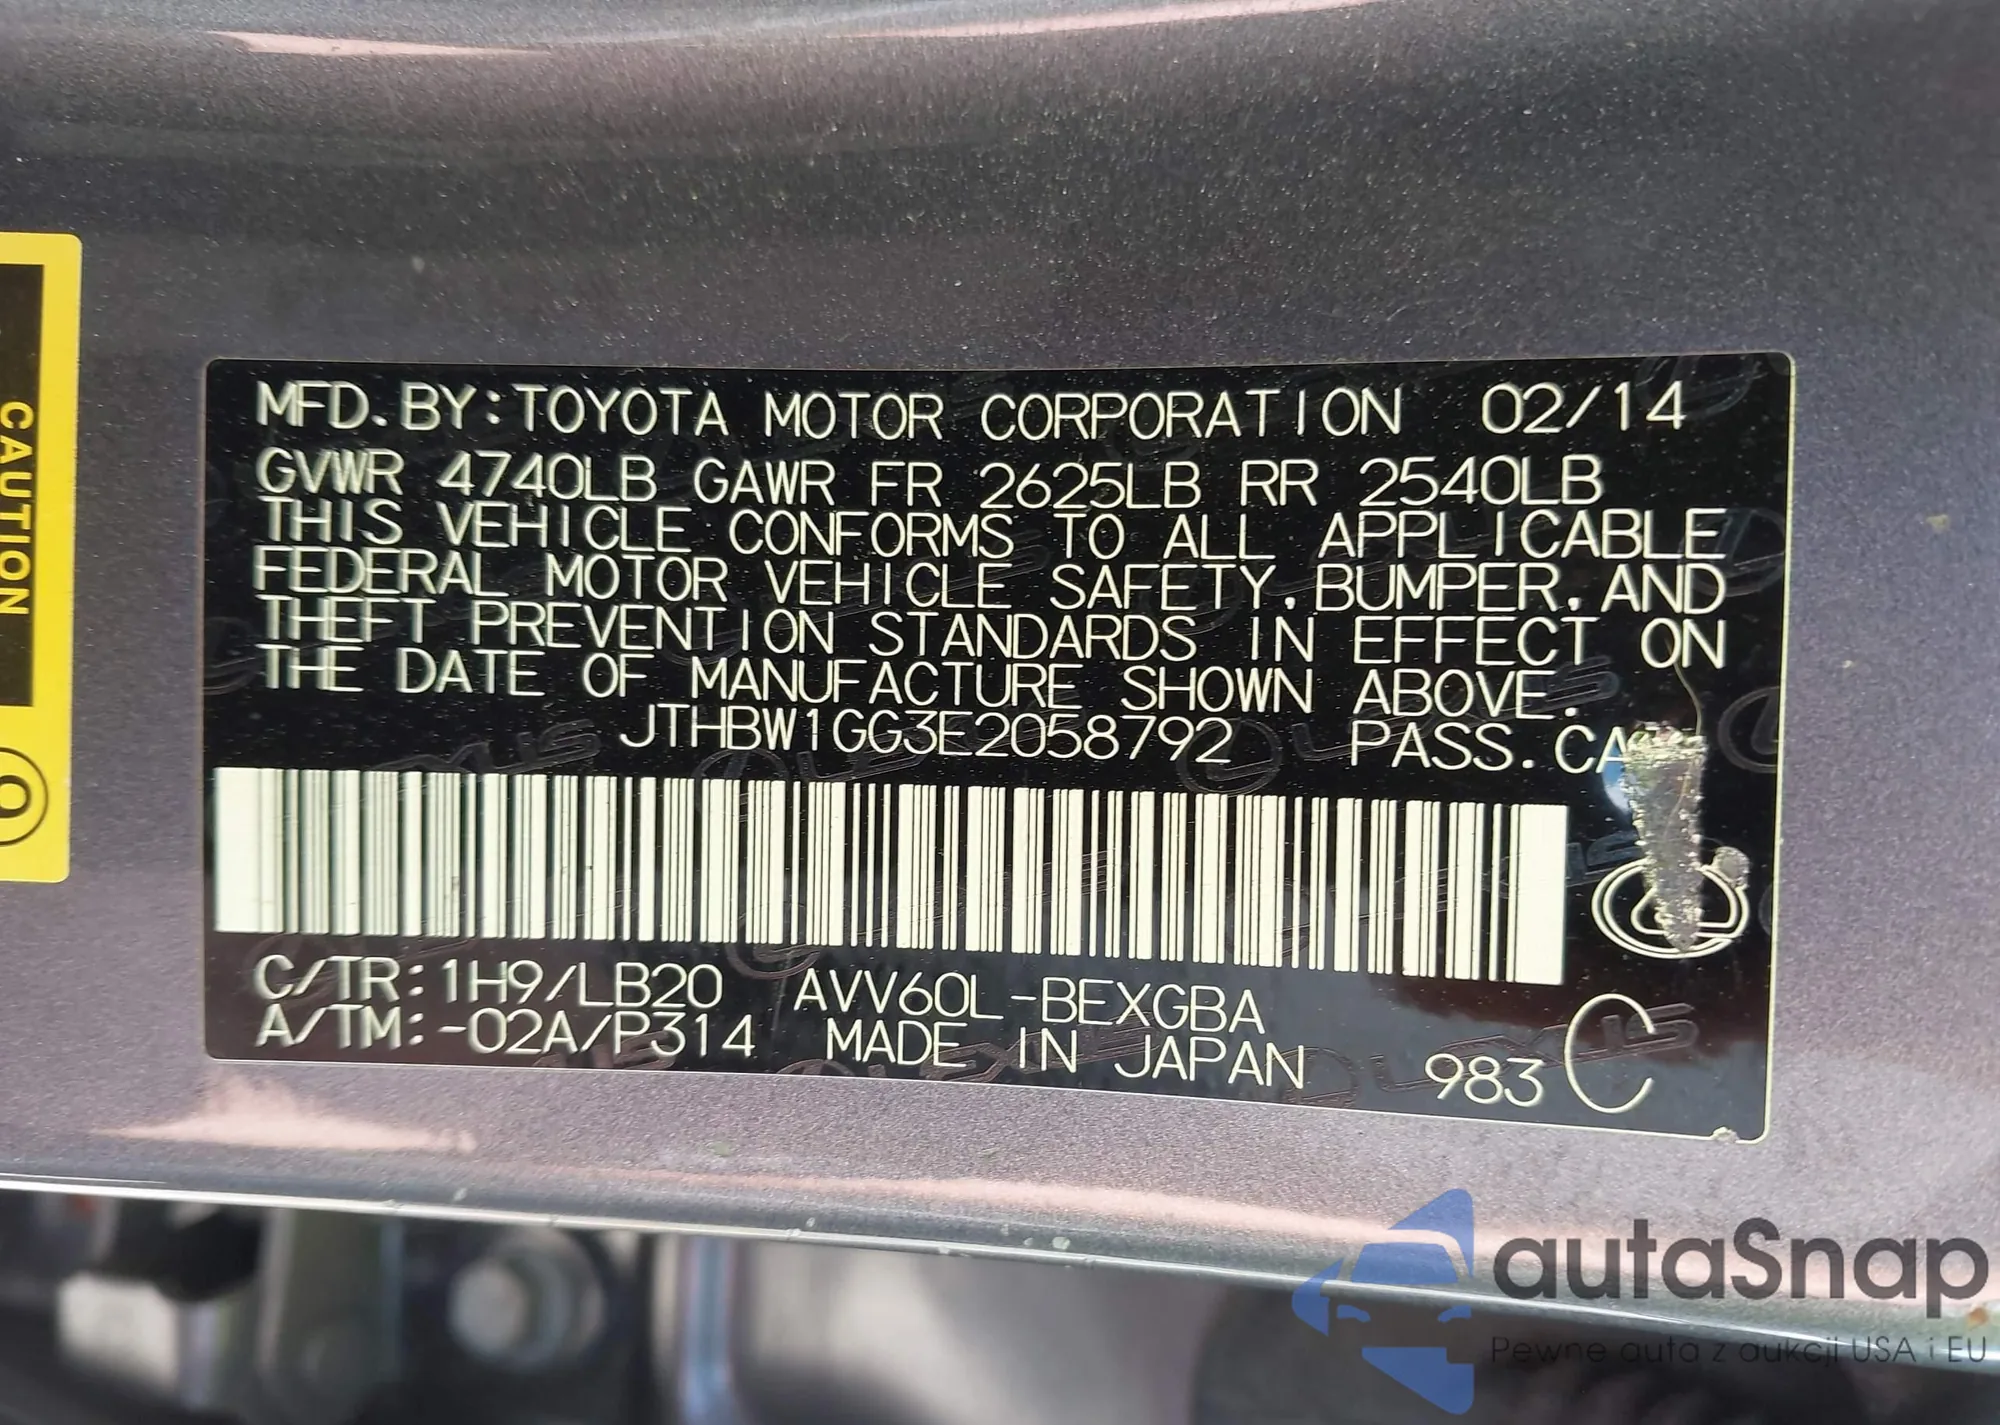 CAUTION
MFD. BY: TOYOTA MOTOR CORPORATION 02/14
GVWR 4740LB GAWR FR 2625LB RR 2540LB
THIS VEHICLE CONFORMS TO ALL APPLICABLE
FEDERAL MOTOR VEHICLE SAFETY, BUMPER, AND
THEFT PREVENTION STANDARDS IN EFFECT ON
THE DATE OF MANUFACTURE SHOWN ABOVE.
JTHBW1GG3E2058792 PASS.
C/TR: 1H9/LB20 AVV60L-BEXGBA
A/TM: -02A/P314 MADE IN JAPAN 983 C
autaSnap
Pewne auta z aukcji USA i EU